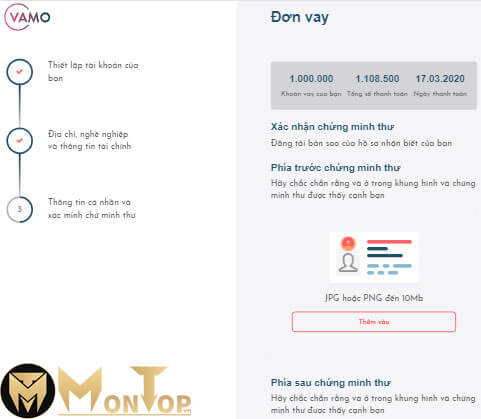 VAMO
Thiết lập tài khoản của
bạn
Địa chỉ, nghề nghiệp
và thông tin tài chính
3
Thông tin cá nhân và
xác minh chứ minh thư
MONTOP.vn
Đơn vay
1.000.000 1.108.500 17.03.2020
Khoản vay của bạn Tổng số thanh toán Ngày thanh toán
Xác nhận chứng minh thư
Đăng tải bản sao của hồ sơ nhận biết của bạn
Phía trước chứng minh thư
Hãy chắc chắn rằng và ở trong khung hình và chứng
minh thư được thấy cạnh bạn
JPG hoặc PNG đến 10Mb
Thêm vào
Phía sau chứng minh thư
Hãy chắc chắn rằng và ở trong khung hình và chứng
minh thư được thấy cạnh bạn